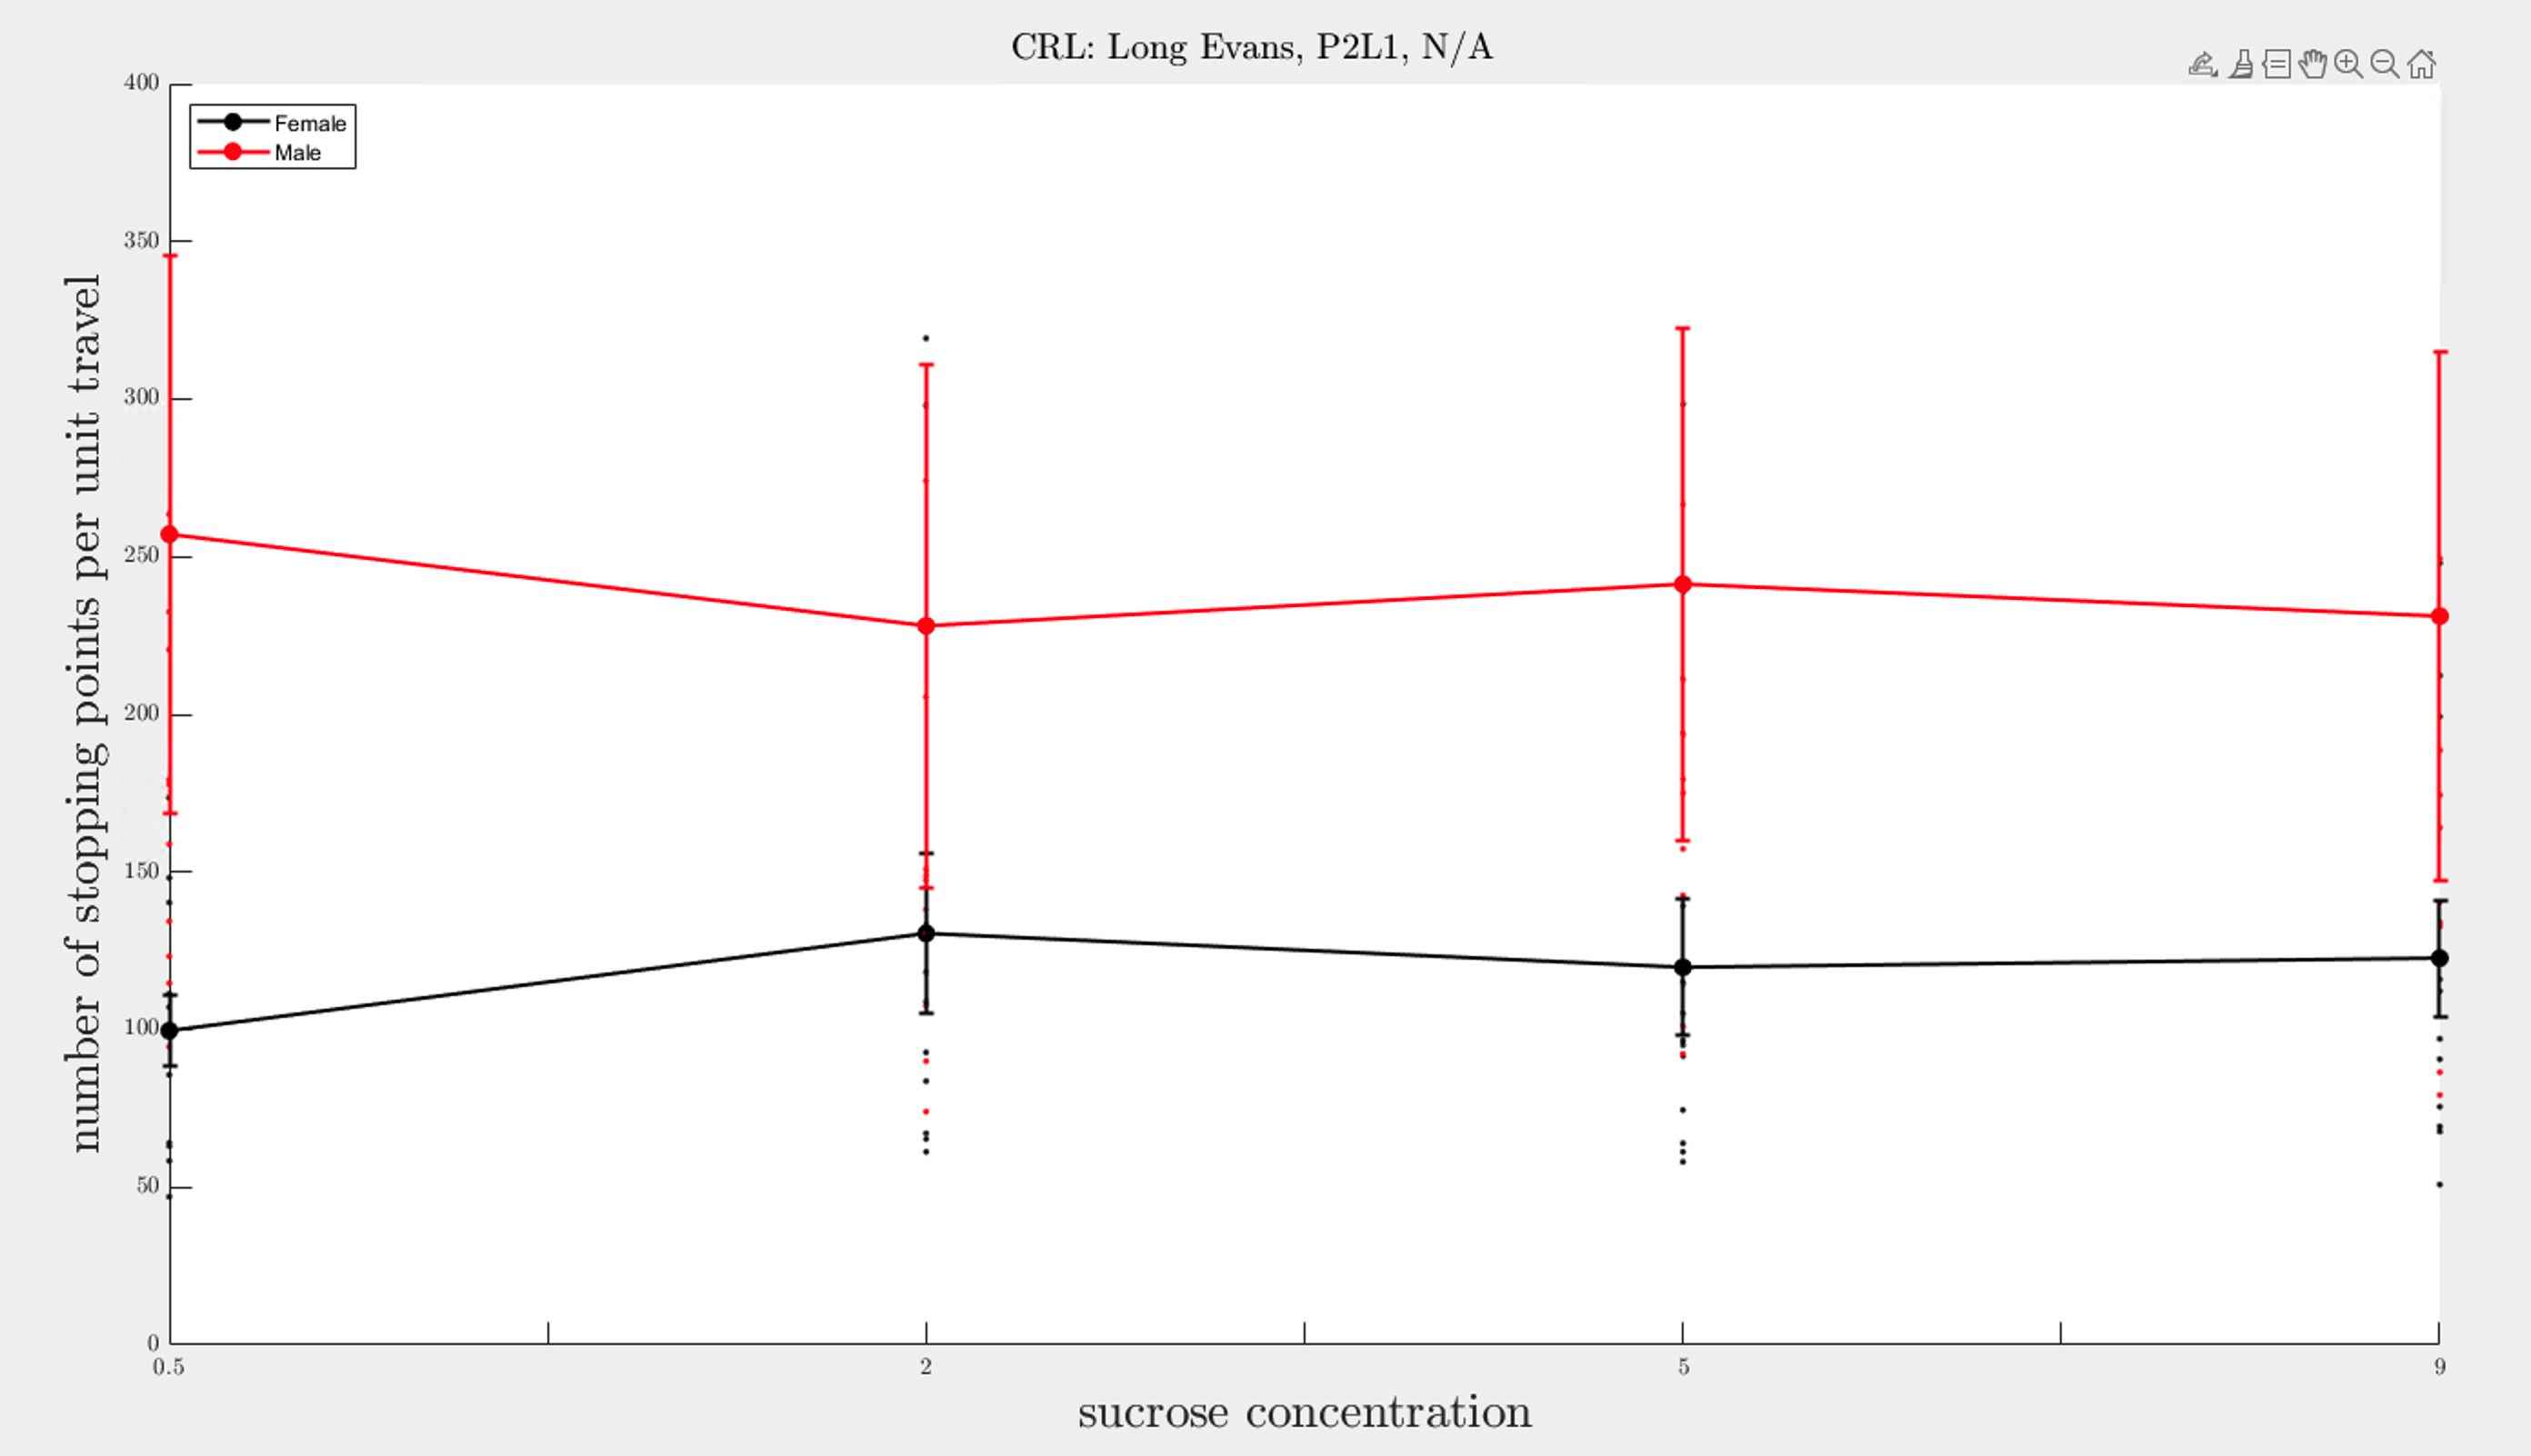 CRL: Long Evans, P2L1, N/A
400
Female
Male
350
300
250
200
150
100
50
0
number of stopping points per unit travel
0.5 2 5 9
sucrose concentration